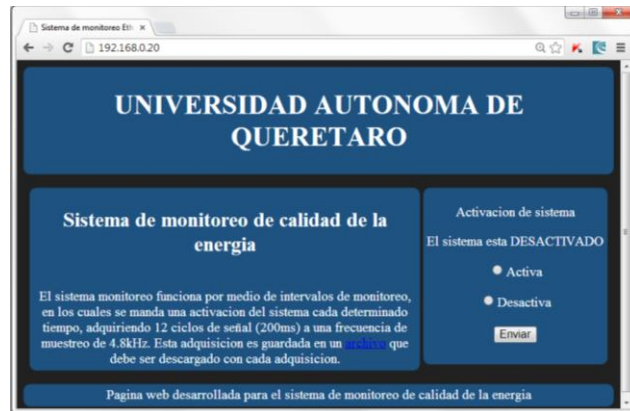 Sistema de monitoreo Eth
192.168.0.20
UNIVERSIDAD AUTONOMA DE
QUERETARO
Sistema de monitoreo de calidad de la
energia
El sistema monitoreo funciona por medio de intervalos de monitoreo,
en los cuales se manda una activacion del sistema cada determinado
tiempo, adquiriendo 12 ciclos de señal (200ms) a una frecuencia de
muestreo de 4.8kHz. Esta adquisicion es guardada en un archivo que
debe ser descargado con cada adquisicion.
Activacion de sistema
El sistema esta DESACTIVADO
Activa
Desactiva
Enviar
Pagina web desarrollada para el sistema de monitoreo de calidad de la energia